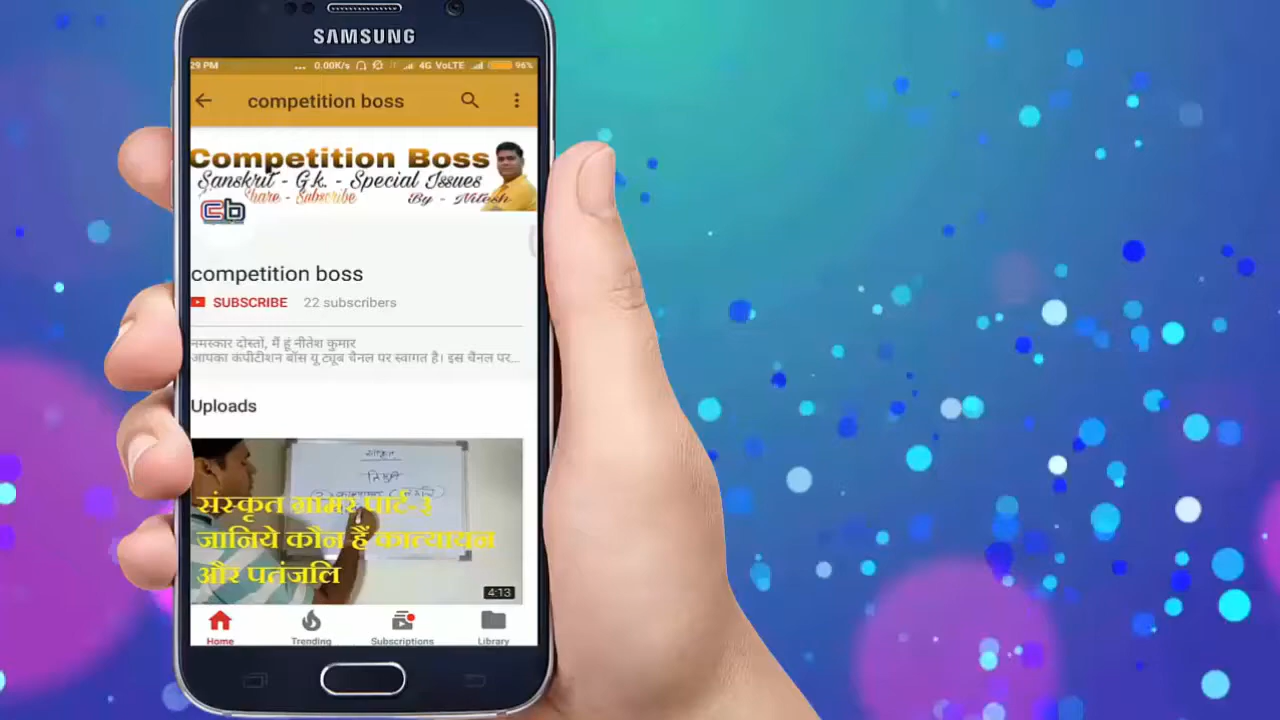 SAMSUNG
29 PM ... 0.00K/s 4G VoLTE 96%
competition boss
Competition Boss
Sanskrit - G.k. - Special Issues
Share - Subscribe By - Nitesh
cb
competition boss
SUBSCRIBE 22 subscribers
नमस्कार दोस्तों, मैं हूं नीतेश कुमार
आपका कंपीटीशन बॉस यू ट्यूब चैनल पर स्वागत है। इस चैनल पर...
Uploads
संस्कृत
संस्कृत ग्रामर पार्ट-३
जानिये कौन हैं कात्यायन
और पतंजलि
4:13
Home Trending Subscriptions Library